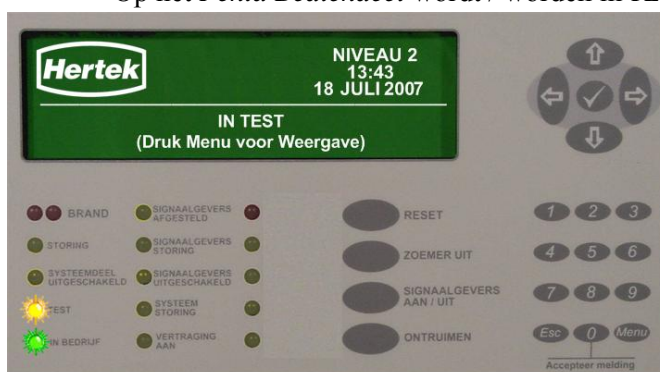 Op het Penta Bediendeel wordt / worden in
Hertek
NIVEAU 2
13:43
18 JULI 2007
IN TEST
(Druk Menu voor Weergave)
BRAND
SIGNAALGEVERS
AFGESTELD
STORING
SIGNAALGEVERS
STORING
SYSTEEMDEEL
UITGESCHAKELD
SIGNAALGEVERS
UITGESCHAKELD
TEST
SYSTEEM
STORING
IN BEDRIJF
VERTRAGING
AAN
RESET
ZOEMER UIT
SIGNAALGEVERS
AAN / UIT
ONTRUIMEN
1 2 3
4 5 6
7 8 9
Esc 0 Menu
Accepteer melding